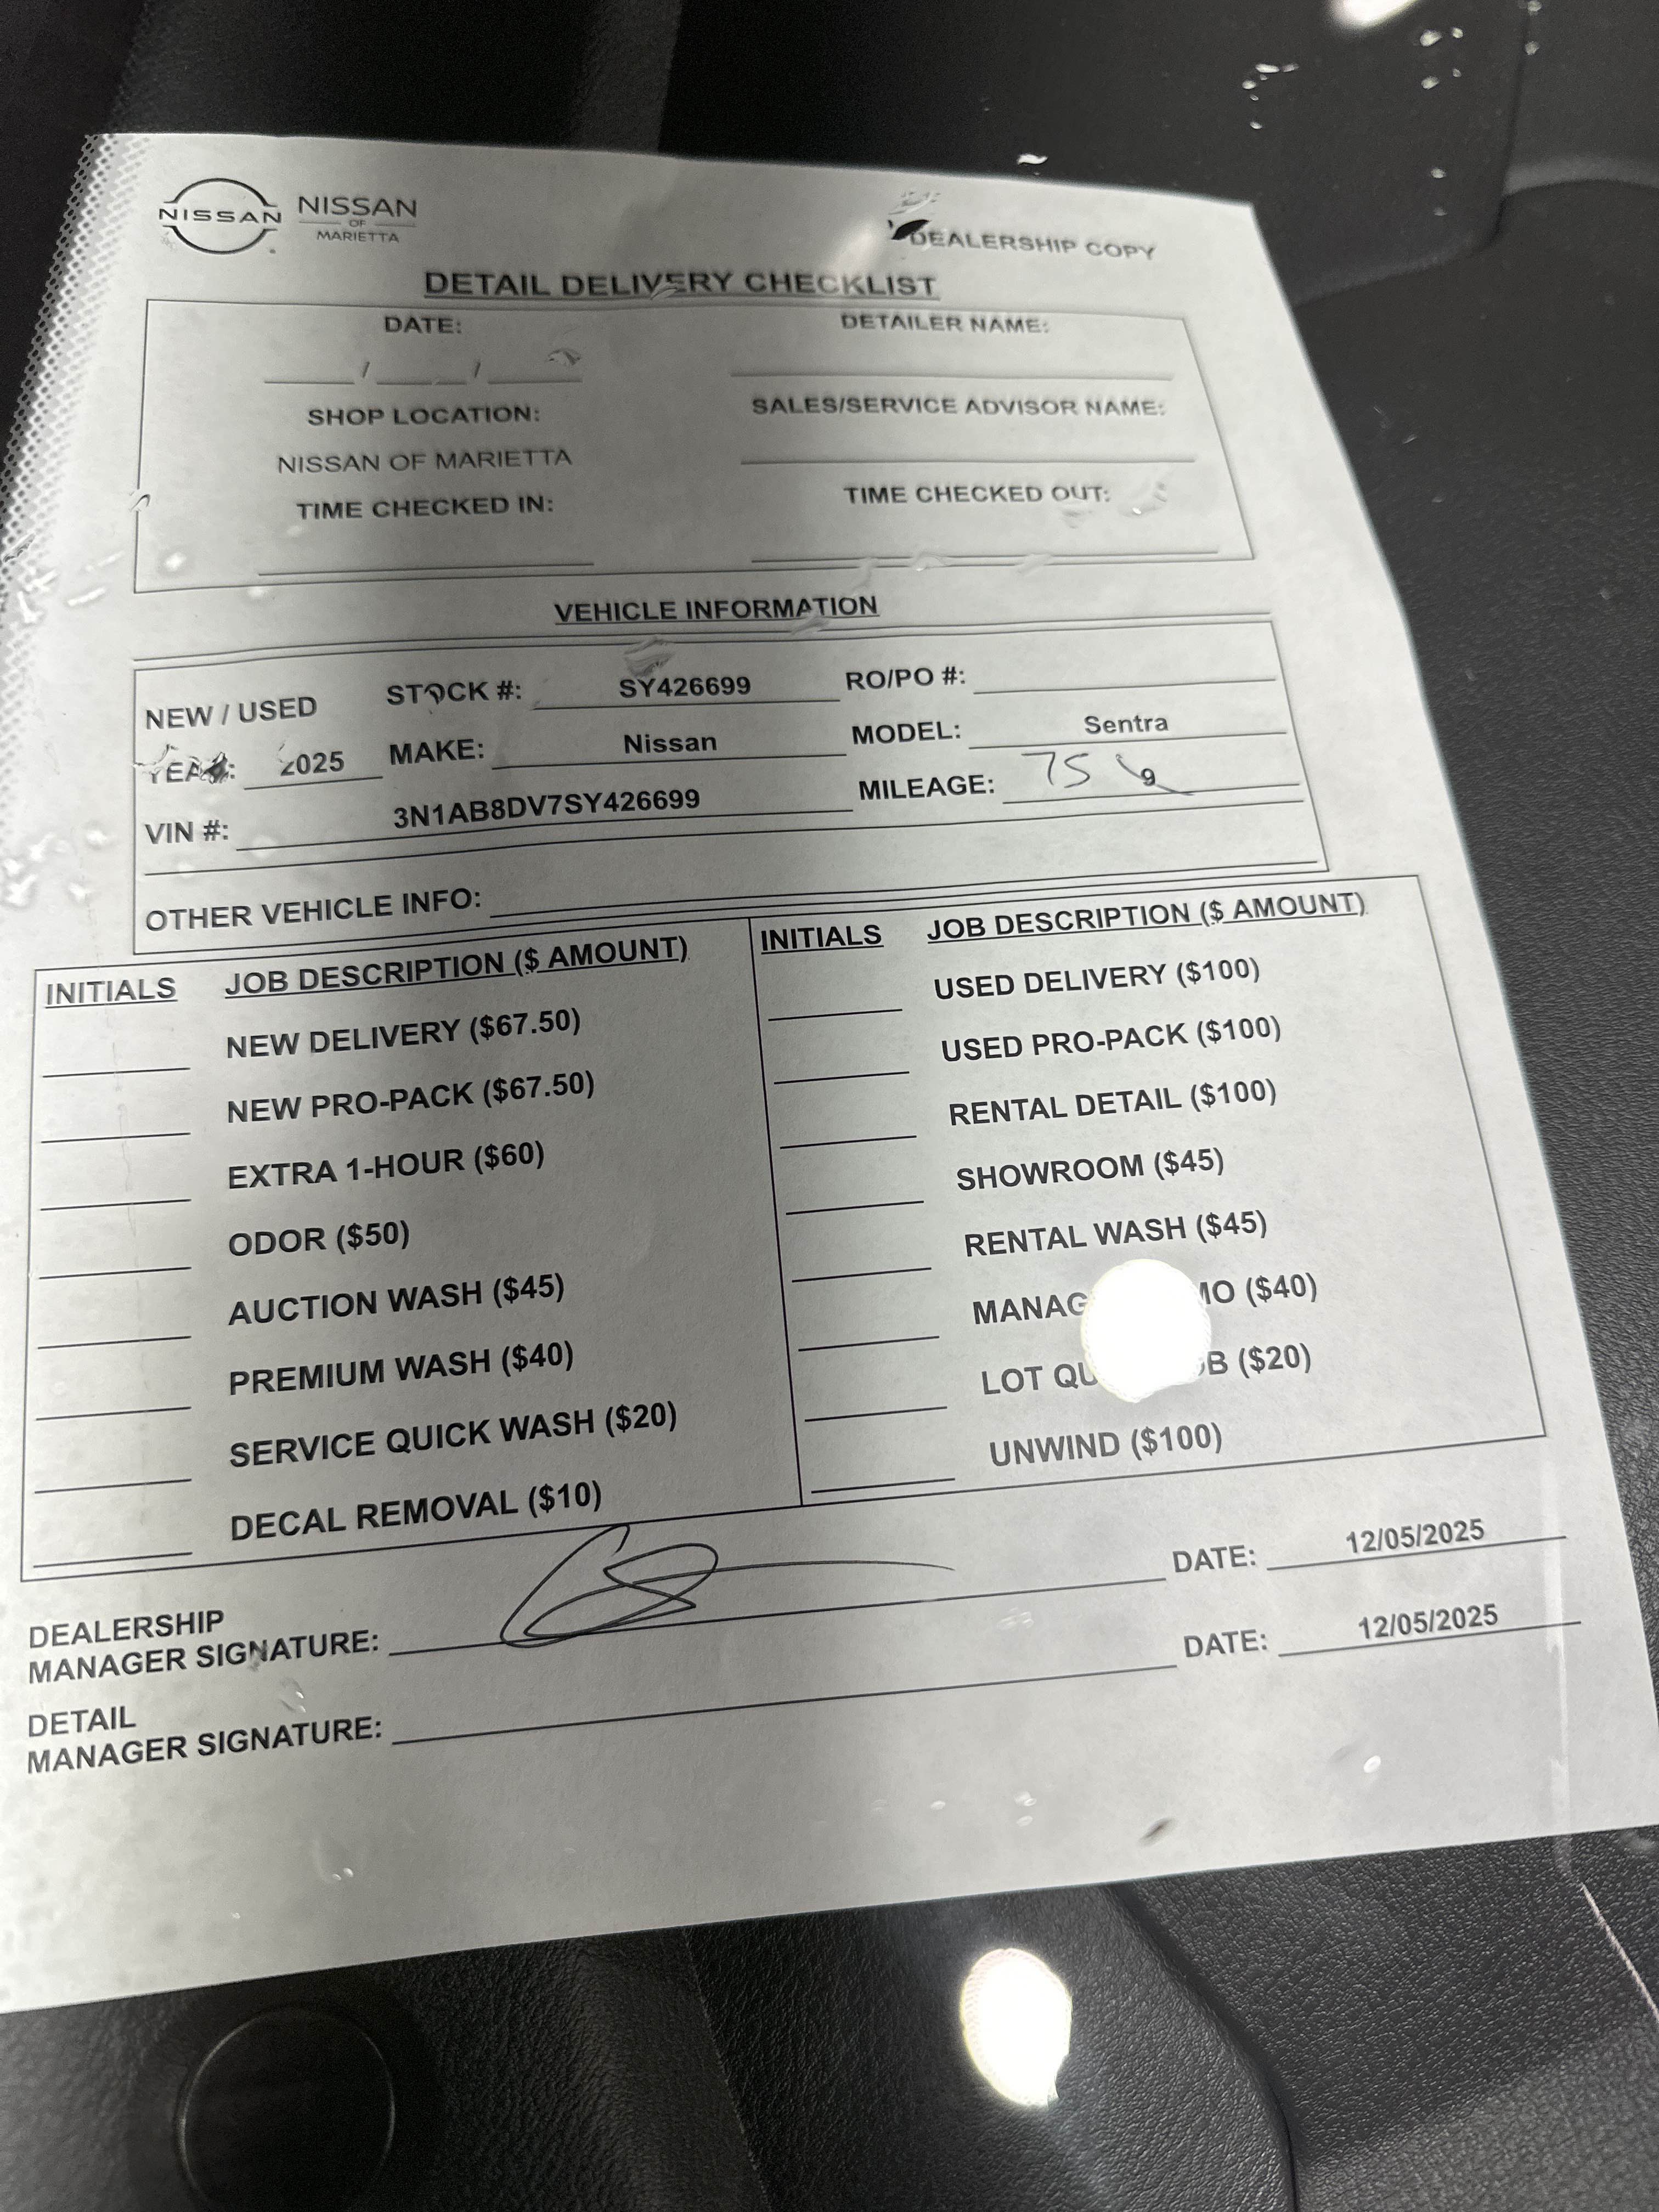 NISSAN NISSAN
OF
MARIETTA
DEALERSHIP COPY
DETAIL DELIVERY CHECKLIST
DATE: DETAILER NAME:
/ /
SHOP LOCATION: SALES/SERVICE ADVISOR NAME:
NISSAN OF MARIETTA
TIME CHECKED IN: TIME CHECKED OUT:
VEHICLE INFORMATION
NEW / USED STOCK #: SY426699 RO/PO #:
YEAR: 2025 MAKE: Nissan MODEL: Sentra
VIN #: 3N1AB8DV7SY426699 MILEAGE: 75 9
OTHER VEHICLE INFO:
INITIALS JOB DESCRIPTION ($ AMOUNT) INITIALS JOB DESCRIPTION ($ AMOUNT)
NEW DELIVERY ($67.50) USED DELIVERY ($100)
NEW PRO-PACK ($67.50) USED PRO-PACK ($100)
EXTRA 1-HOUR ($60) RENTAL DETAIL ($100)
ODOR ($50) SHOWROOM ($45)
AUCTION WASH ($45) RENTAL WASH ($45)
PREMIUM WASH ($40) ($40)
SERVICE QUICK WASH ($20) LOT ($20)
DECAL REMOVAL ($10) UNWIND ($100)
DEALERSHIP
MANAGER SIGNATURE: DATE: 12/05/2025
DETAIL
MANAGER SIGNATURE: DATE: 12/05/2025